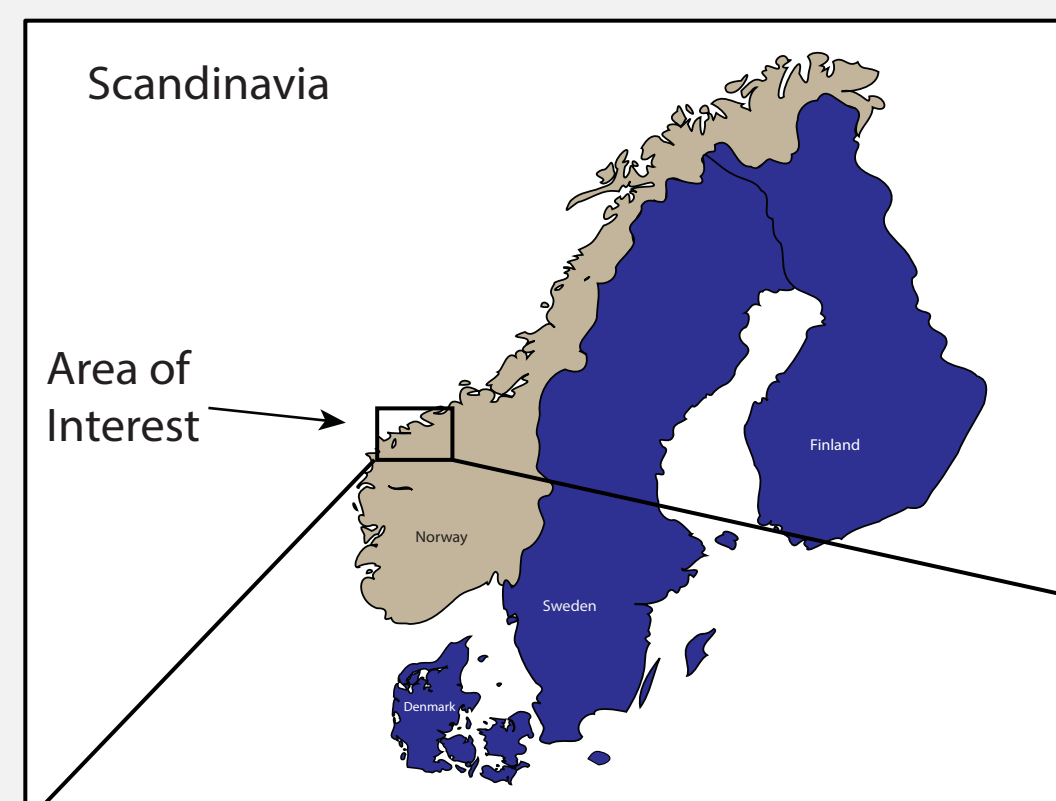 Scandinavia
Area of
Interest
Finland
Norway
Sweden
Denmark